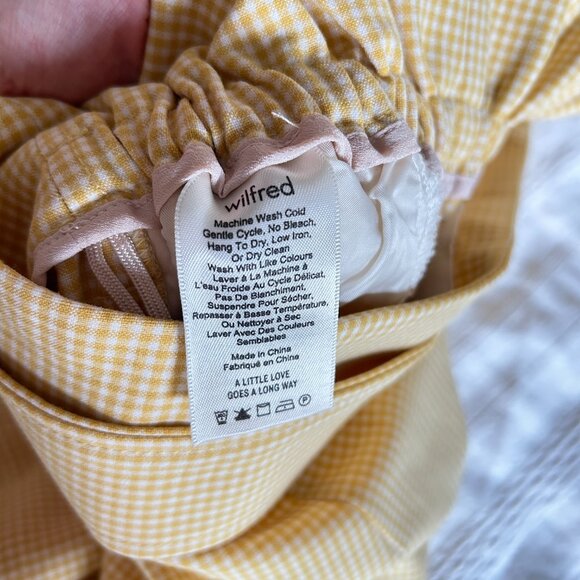 wilfred
Machine Wash Cold
Gentle Cycle, No Bleach,
Hang To Dry, Low Iron,
Or Dry Clean
Wash With Like Colours
Laver À La Machine À
L'eau Froide Au Cycle Délicat,
Pas De Blanchiment,
Suspendre Pour Sécher,
Repasser à Basse Température,
Ou Nettoyer à Sec
Laver Avec Des Couleurs
Semblables
Made in China
Fabriqué en China
A LITTLE LOVE
GOES A LONG WAY